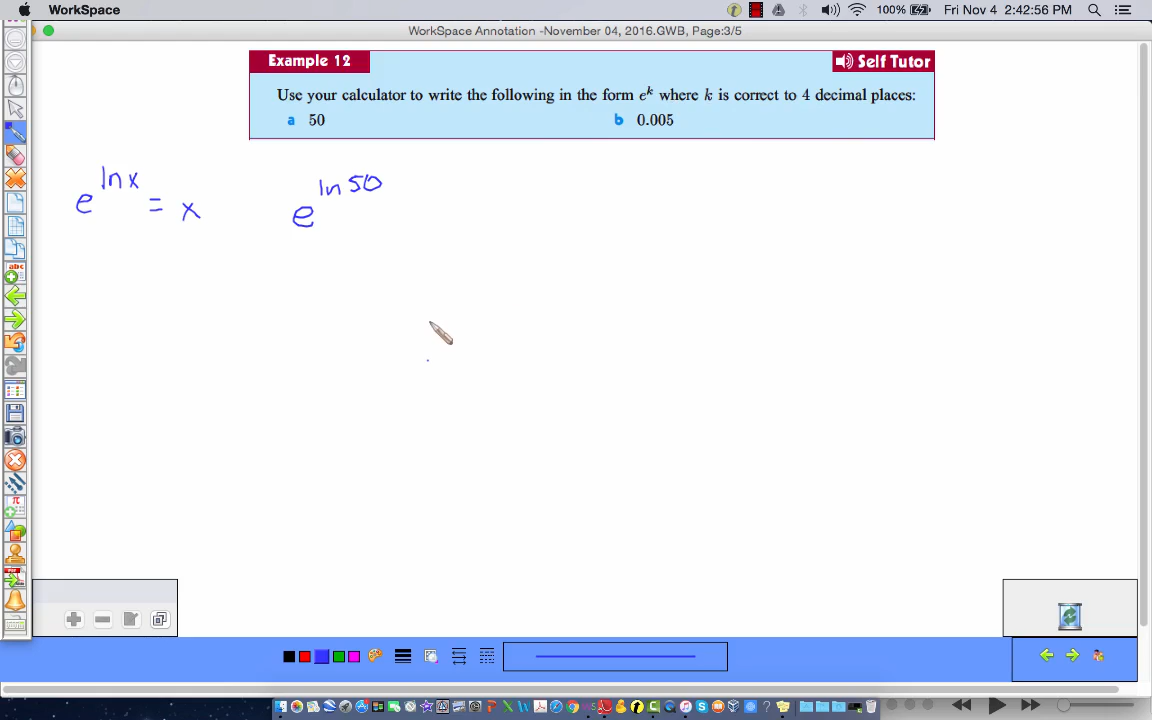 WorkSpace
100%
Fri Nov 4 2:42:56 PM
WorkSpace Annotation -November 04, 2016.GWB, Page:3/5
Example 12
Self Tutor
Use your calculator to write the following in the form e^k where k is correct to 4 decimal places:
a 50
b 0.005
e^ln x = x
e^ln 50